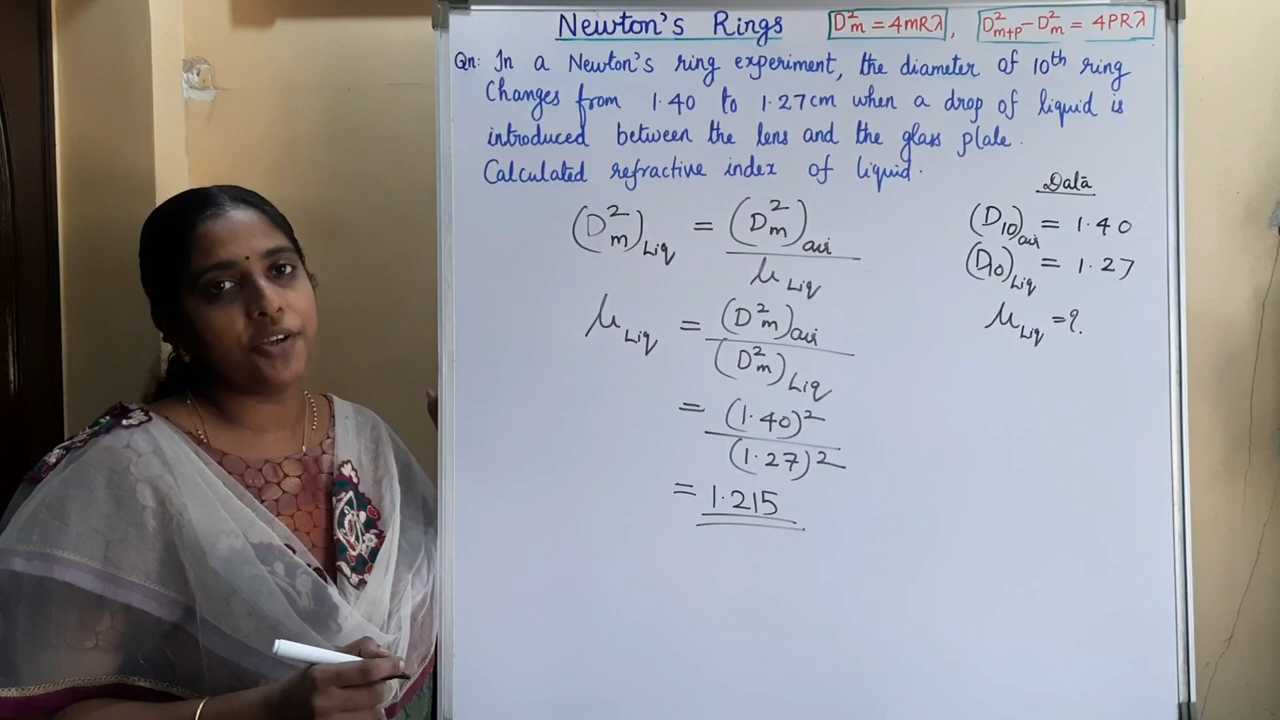 Newton's Rings D²m = 4mRλ, D²m+p - D²m = 4PRλ
Qn: In a Newton's ring experiment, the diameter of 10th ring
Changes from 1.40 to 1.27cm when a drop of liquid is
introduced between the lens and the glass plate.
Calculated refractive index of liquid.
Data
(D²m)Liq = (D²m)air / μLiq
(D10)air = 1.40
(D10)Liq = 1.27
μLiq = ?
μLiq = (D²m)air / (D²m)Liq
= (1.40)² / (1.27)²
= 1.215